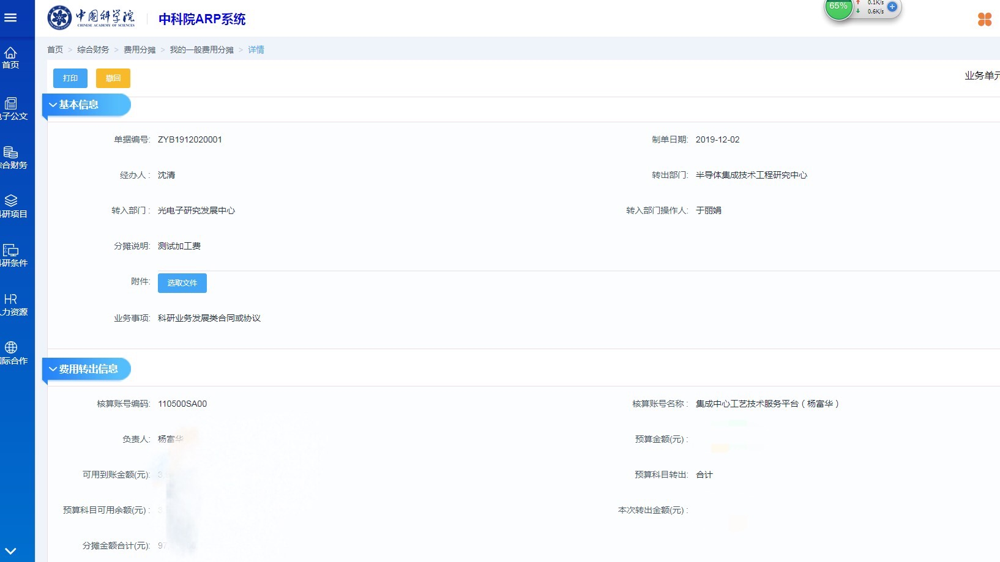 中国科学院
CHINESE ACADEMY OF SCIENCES
中科院ARP系统
65%
0.1K/s
0.6K/s
首页 > 综合财务 > 费用分摊 > 我的一般费用分摊 > 详情
打印 撤回
业务单元
首页
电子公文
综合财务
科研项目
科研条件
HR
人力资源
国际合作
基本信息
单据编号: ZYB1912020001 制单日期: 2019-12-02
经办人: 沈清 转出部门: 半导体集成技术工程研究中心
转入部门: 光电子研究发展中心 转入部门操作人: 于丽娟
分摊说明: 测试加工费
附件: 选取文件
业务事项: 科研业务发展类合同或协议
费用转出信息
核算账号编码: 110500SA00 核算账号名称: 集成中心工艺技术服务平台（杨富华）
负责人: 杨富华 预算金额(元):
可用到账金额(元): 3, 预算科目转出: 合计
预算科目可用余额(元): 3 本次转出金额(元):
分摊金额合计(元): 97